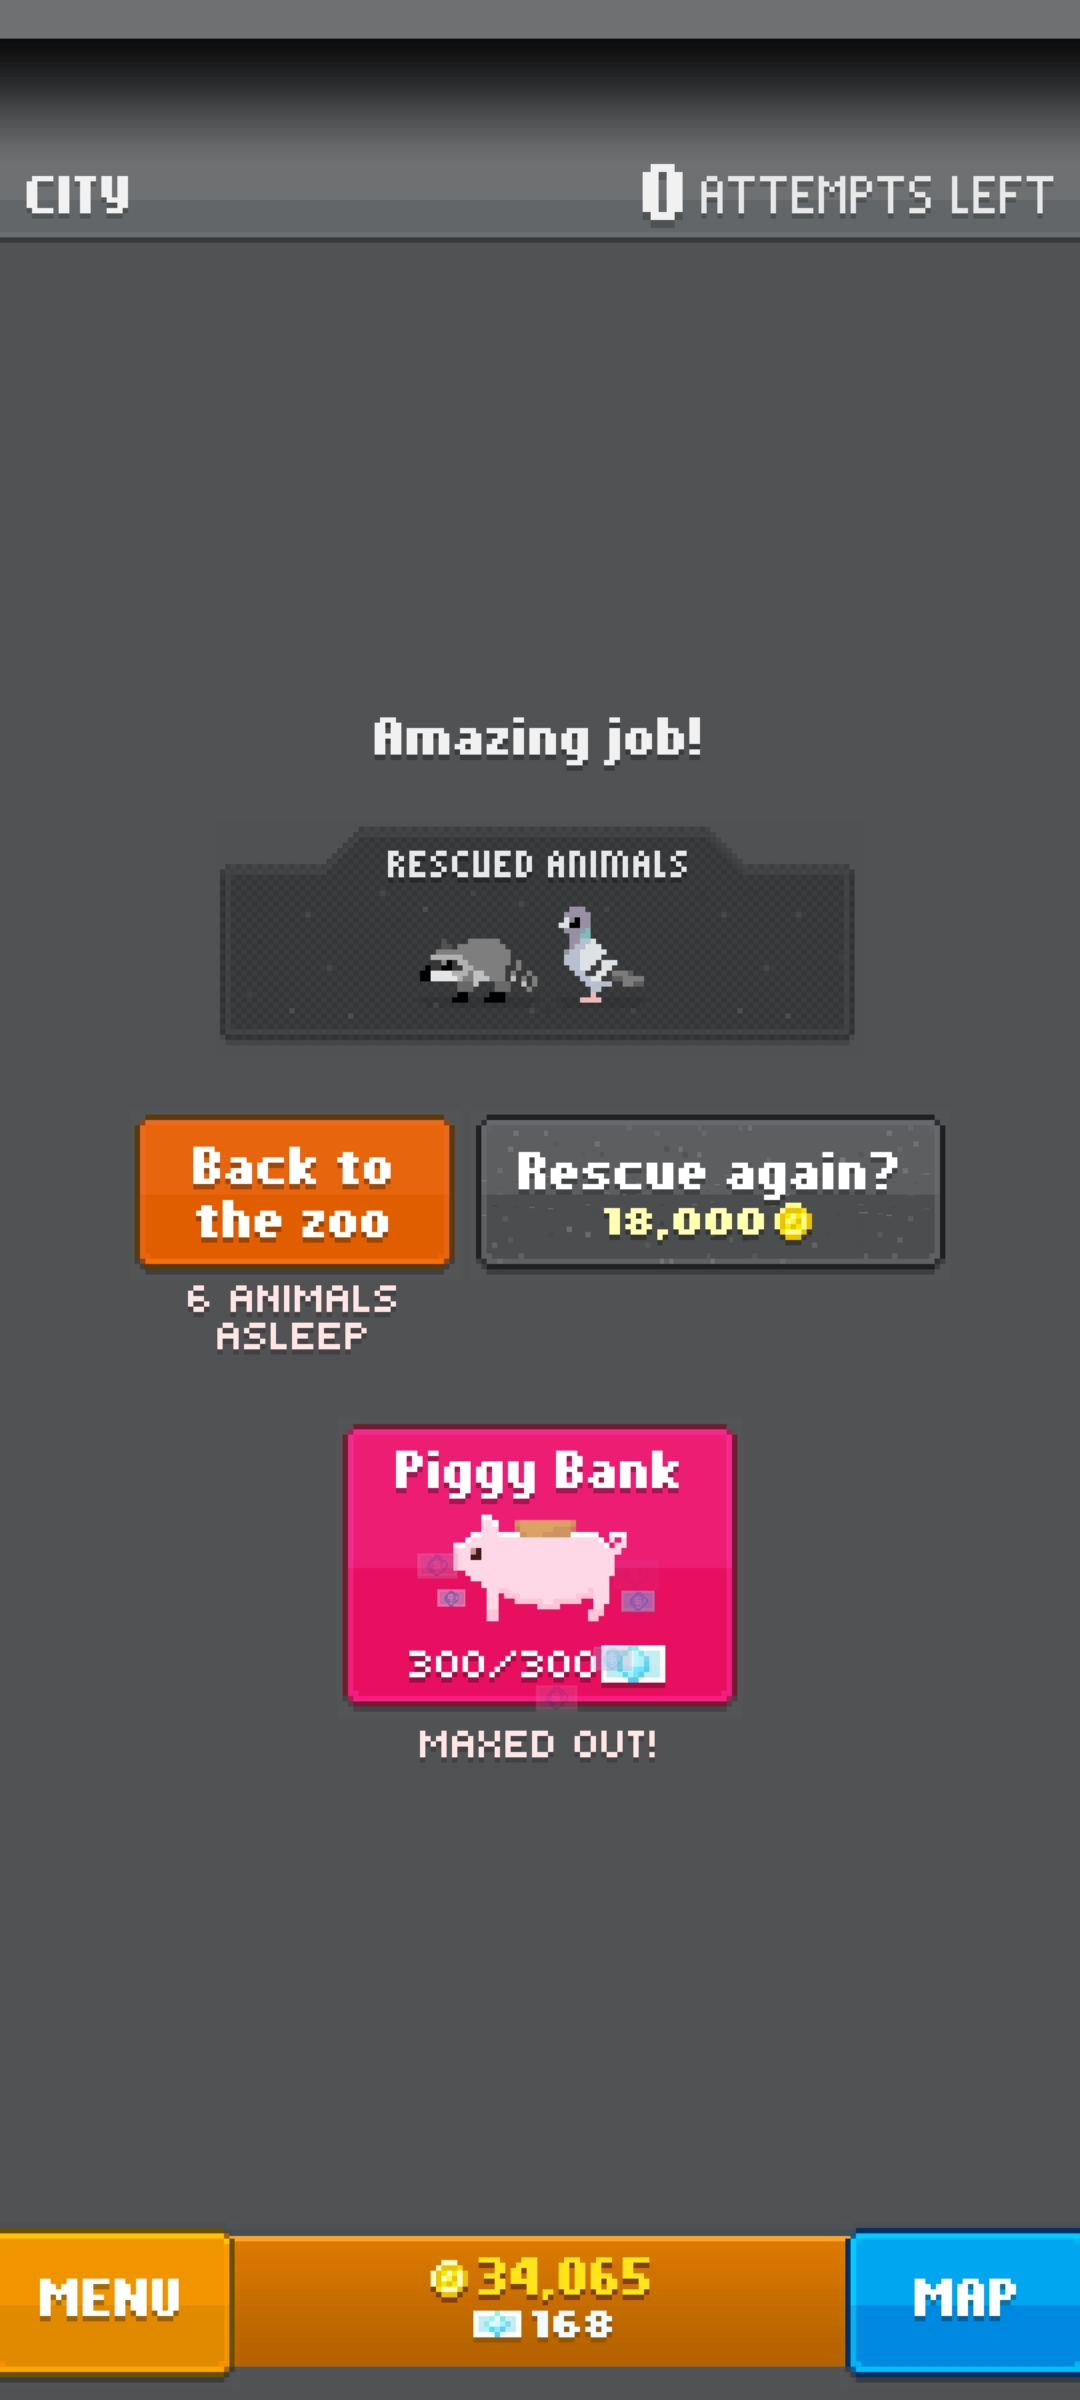 CITY
0 ATTEMPTS LEFT
Amazing job!
RESCUED ANIMALS
Back to
the zoo
Rescue again?
18,000
6 ANIMALS
ASLEEP
Piggy Bank
300/300
MAXED OUT!
MENU
34,065
168
MAP